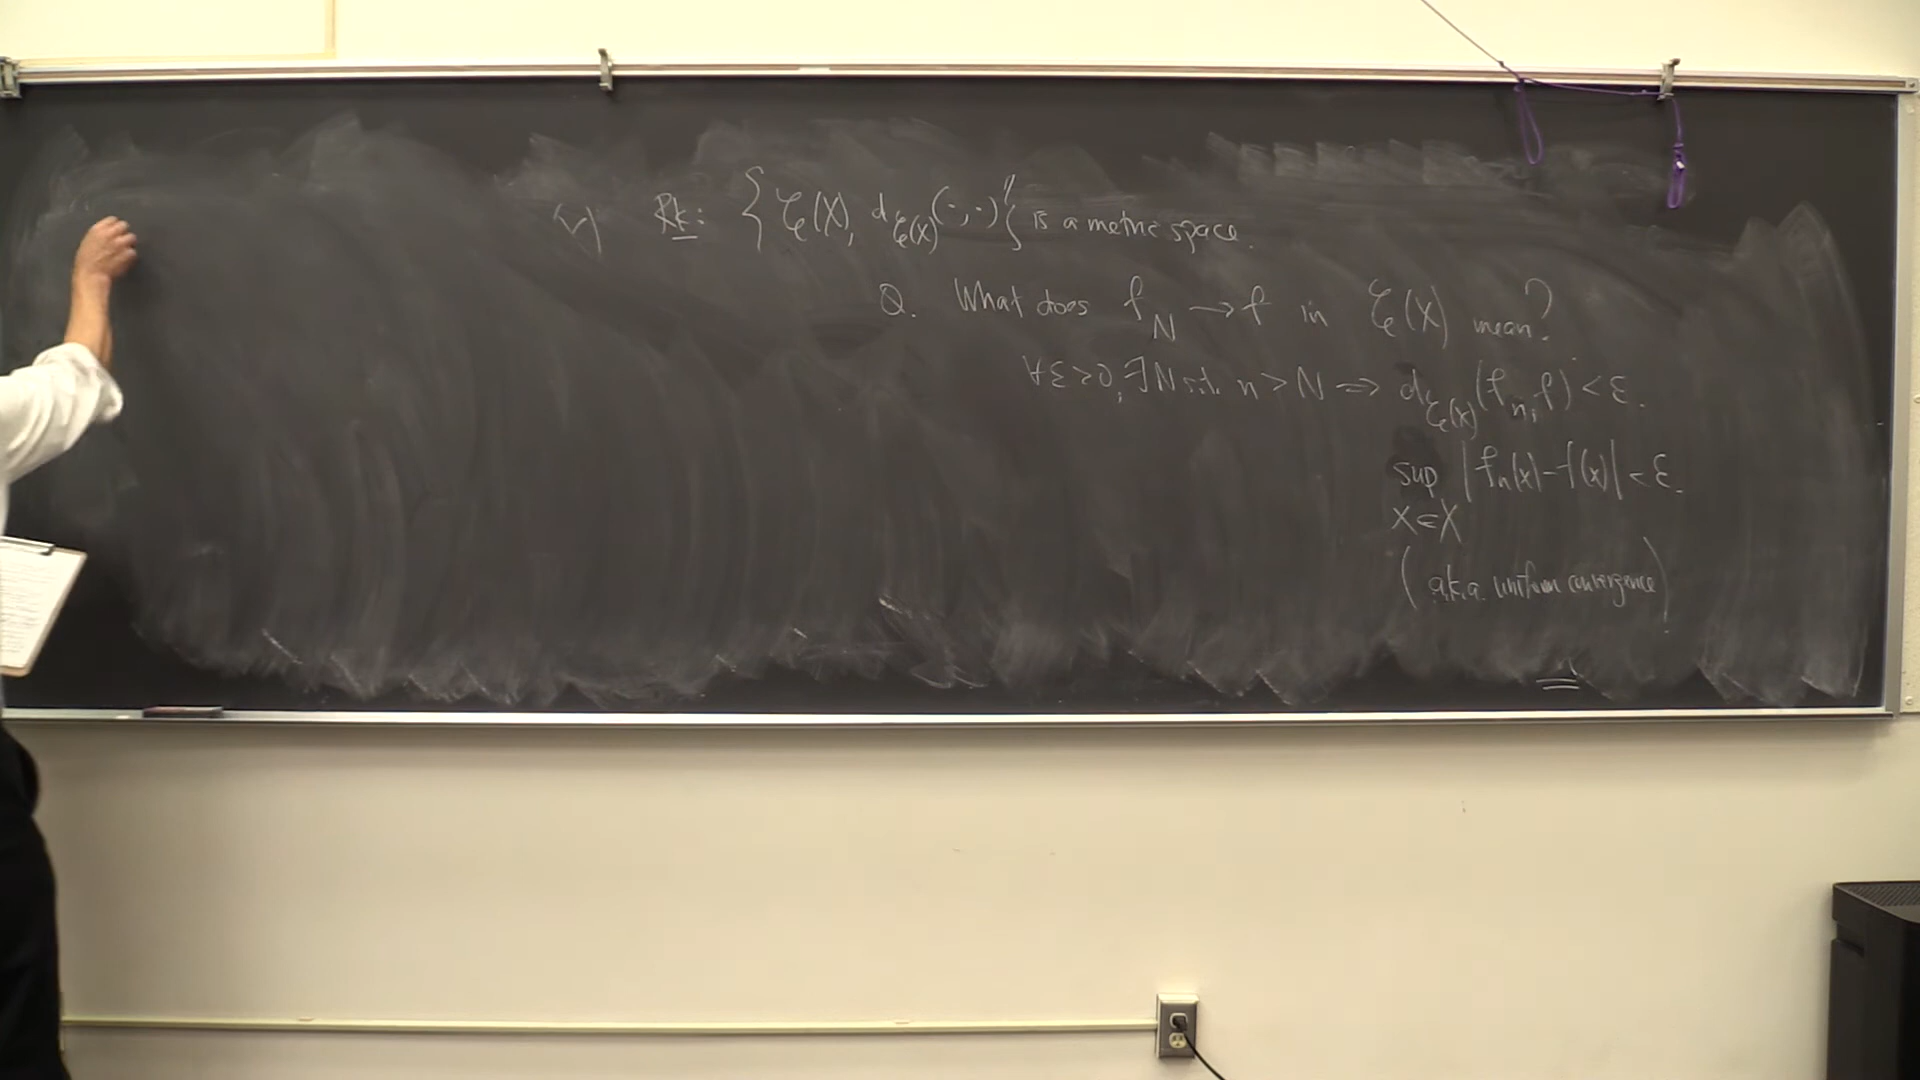 Rk: { 𝒞(X), d_𝒞(X)(·,·) } is a metric space.
Q. What does f_N → f in 𝒞(X) mean?
∀ε>0, ∃N s.t. n > N ⇒ d_𝒞(X)(f_n, f) < ε.
sup |f_n(x) - f(x)| < ε.
x∈X
(a.k.a. uniform convergence)